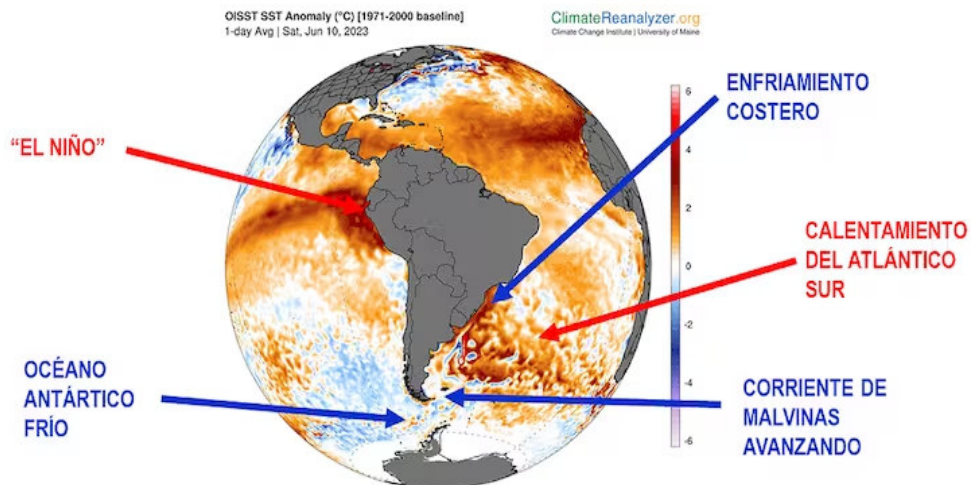 OISST SST Anomaly (°C) [1971-2000 baseline]
1-day Avg | Sat, Jun 10, 2023
ClimateReanalyzer.org
Climate Change Institute | University of Maine
ENFRIAMIENTO
COSTERO
“EL NIÑO”
CALENTAMIENTO
DEL ATLÁNTICO
SUR
OCÉANO
ANTÁRTICO
FRÍO
CORRIENTE DE
MALVINAS
AVANZANDO
6
4
2
0
-2
-4
-6